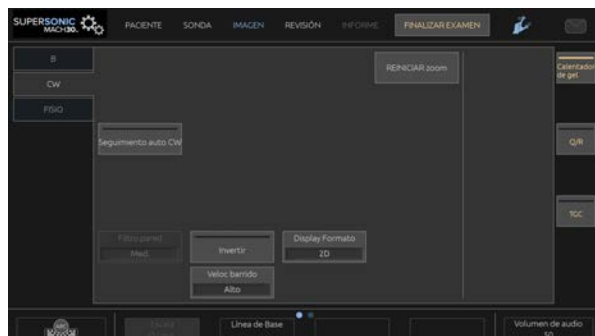 SUPERSONIC
MACH30.
PACIENTE
SONDA
IMAGEN
REVISIÓN
INFORME
FINALIZAR EXAMEN
B
REINICIAR zoom
Calentador
de gel
CW
FISIO
Seguimiento auto CW
Q/R
TGC
Filtro pared
Med.
Invertir
Display Formato
2D
Veloc barrido
Alto
Línea de Base
Volumen de audio
50
ABC